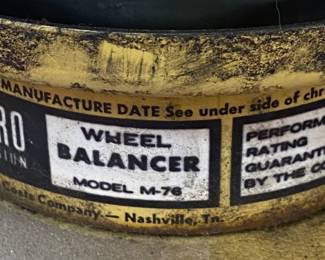 MANUFACTURE DATE See under side of chr
RO
SION
WHEEL
BALANCER
MODEL M-76
PERFORM
RATING
GUARANT
BY THE CO
Coats Company — Nashville, Tn.